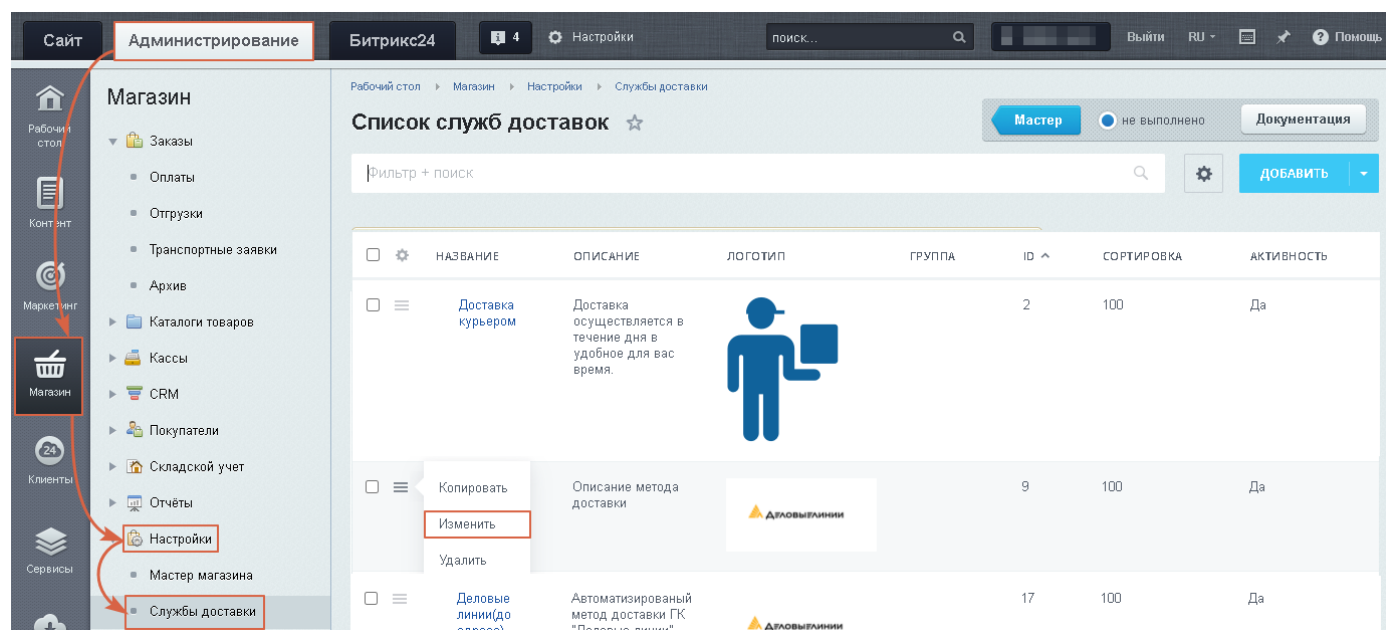 Сайт
Администрирование
Битрикс24
4
Настройки
поиск...
Выйти
RU
Помощь
Рабочий
стол
Контент
Маркетинг
Магазин
24
Клиенты
Сервисы
Магазин
Заказы
Оплаты
Отгрузки
Транспортные заявки
Архив
Каталоги товаров
Кассы
CRM
Покупатели
Складской учет
Отчёты
Настройки
Мастер магазина
Службы доставки
Рабочий стол Магазин Настройки Службы доставки
Список служб доставок
Мастер
не выполнено
Документация
Фильтр + поиск
ДОБАВИТЬ
НАЗВАНИЕ ОПИСАНИЕ ЛОГОТИП ГРУППА ID СОРТИРОВКА АКТИВНОСТЬ
Доставка
курьером
Доставка
осуществляется в
течение дня в
удобное для вас
время.
2 100 Да
Копировать
Изменить
Удалить
Описание метода
доставки
ДЕЛОВЫЕЛИНИИ
9 100 Да
Деловые
линии(до
адреса)
Автоматизированый
метод доставки ГК
"Деловые линии"
ДЕЛОВЫЕЛИНИИ
17 100 Да